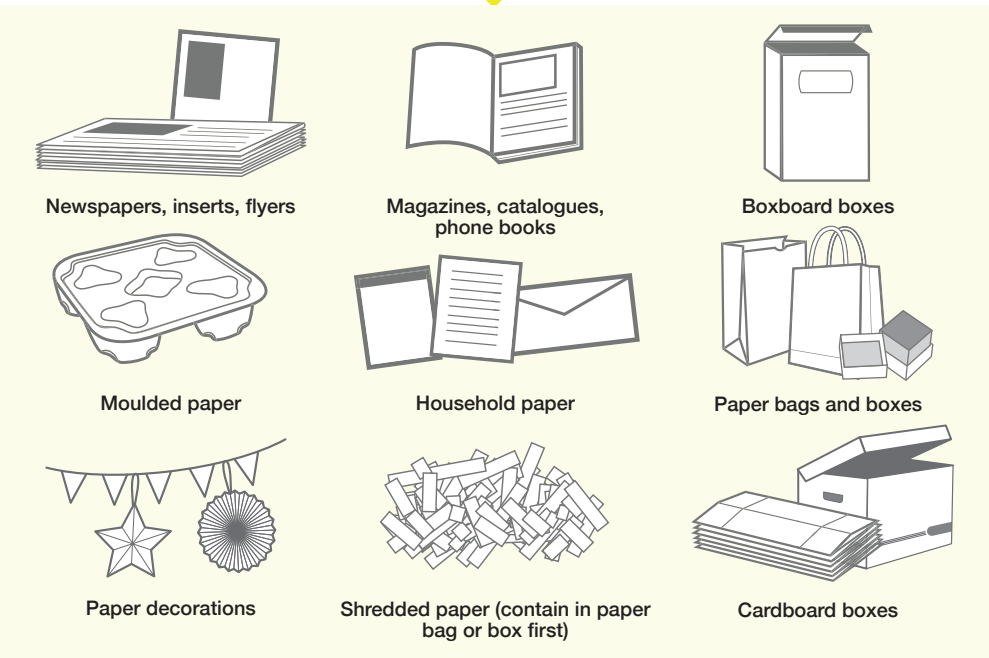 Newspapers, inserts, flyers
Magazines, catalogues,
phone books
Boxboard boxes
Moulded paper
Household paper
Paper bags and boxes
Paper decorations
Shredded paper (contain in paper
bag or box first)
Cardboard boxes